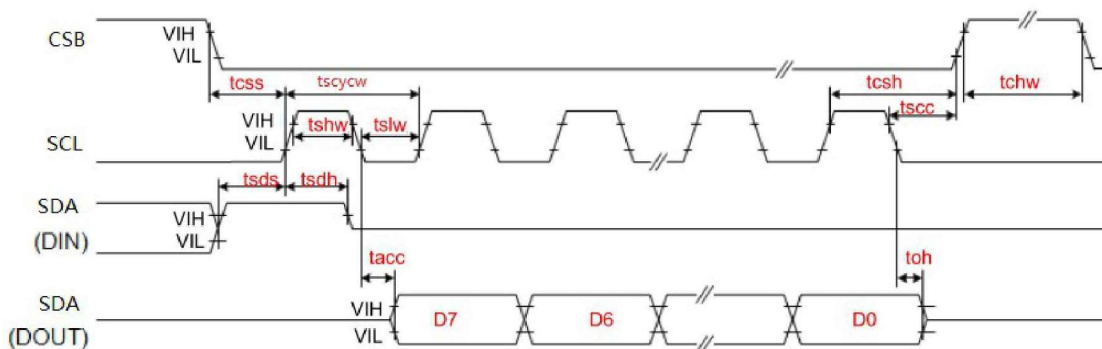 CSB
VIH
VIL
tcss
tscycw
tcsh
tchw
tscc
SCL
VIH
VIL
tshw
tslw
tsds
tsdh
SDA
(DIN)
VIH
VIL
tacc
toh
SDA
(DOUT)
VIH
VIL
D7
D6
D0